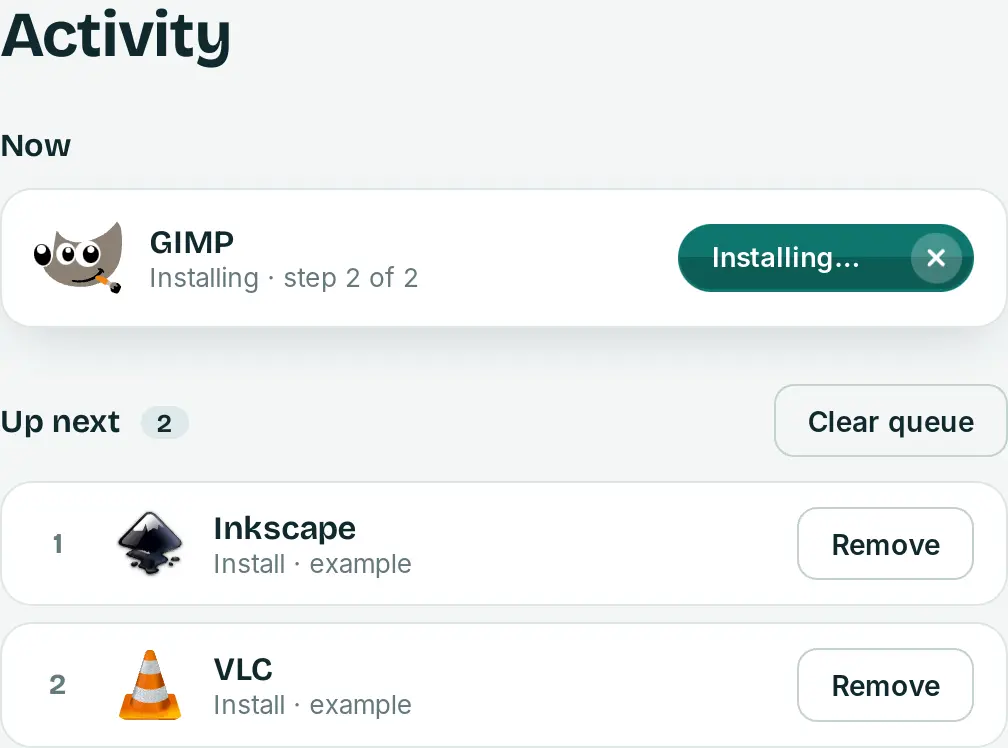 Activity
Now
GIMP
Installing · step 2 of 2
Installing...
Up next 2
Clear queue
1
Inkscape
Install · example
Remove
2
VLC
Install · example
Remove